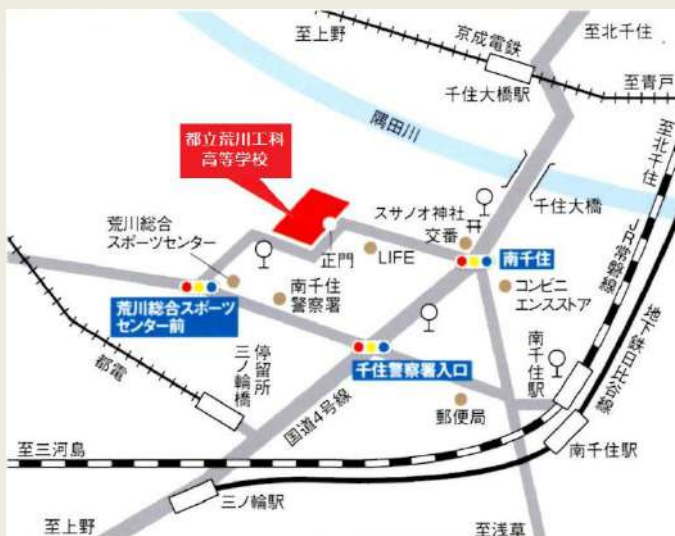 至上野
京成電鉄
至北千住
千住大橋駅
至青戸
隅田川
都立荒川工科
高等学校
至北千住
荒川総合
スポーツセンター
スサノオ神社
交番
千住大橋
正門
LIFE
南千住
JR常磐線
南千住
警察署
コンビニ
エンスストア
地下鉄日比谷線
荒川総合スポーツ
センター前
千住警察署入口
南千住駅
都電
停留所
三ノ輪橋
国道4号線
郵便局
至三河島
南千住駅
三ノ輪駅
至上野
至浅草